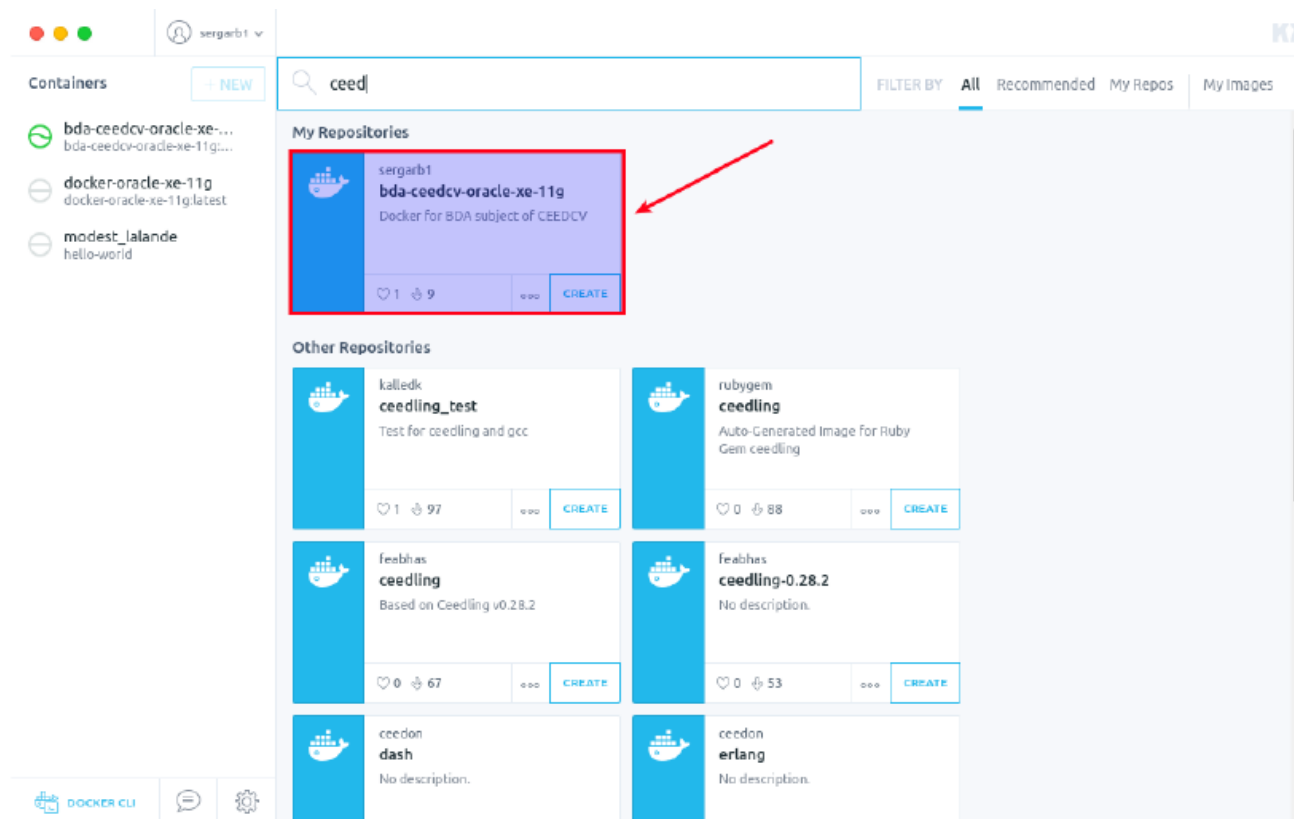 sergarb1
Containers
+ NEW
ceed
FILTER BY All Recommended My Repos My Images
bda-ceedcv-oracle-xe-...
bda-ceedcv-oracle-xe-11g:...
docker-oracle-xe-11g
docker-oracle-xe-11g:latest
modest_lalande
hello-world
My Repositories
sergarb1
bda-ceedcv-oracle-xe-11g
Docker for BDA subject of CEEDCV
1 9 CREATE
Other Repositories
kalledk
ceedling_test
Test for ceedling and gcc
1 97 CREATE
rubygem
ceedling
Auto-Generated Image for Ruby
Gem ceedling
0 88 CREATE
feabhas
ceedling
Based on Ceedling v0.28.2
0 67 CREATE
feabhas
ceedling-0.28.2
No description.
0 53 CREATE
ceedon
dash
No description.
ceedon
erlang
No description.
DOCKER CLI